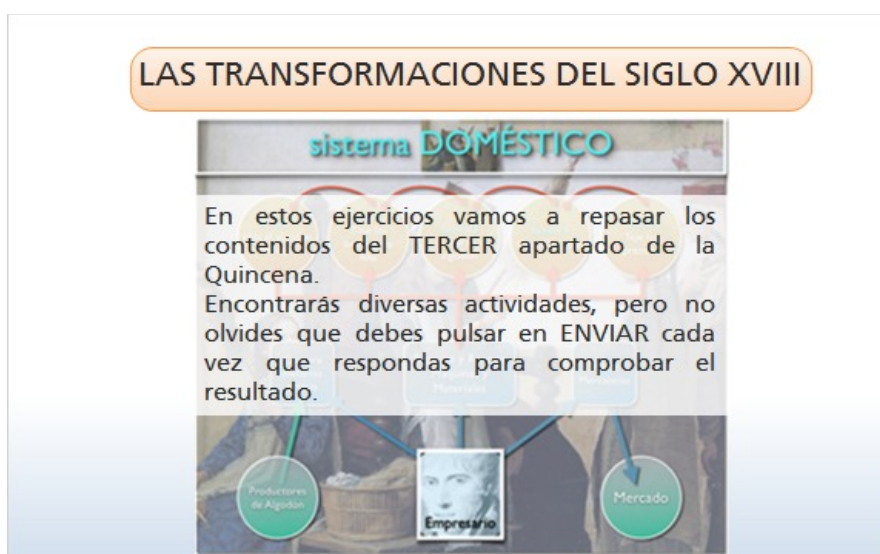 LAS TRANSFORMACIONES DEL SIGLO XVIII
sistema DOMÉSTICO
En estos ejercicios vamos a repasar los
contenidos del TERCER apartado de la
Quincena.
Encontrarás diversas actividades, pero no
olvides que debes pulsar en ENVIAR cada
vez que respondas para comprobar el
resultado.
Materiales
Productores
de Algodón
Empresario
Mercado